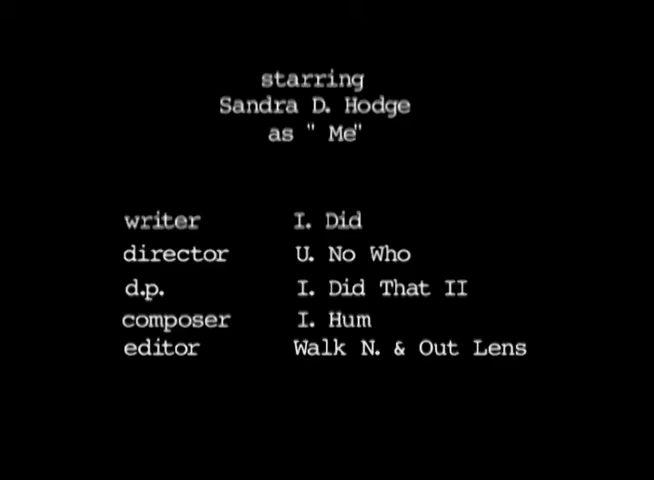 starring
Sandra D. Hodge
as " Me"
writer I. Did
director U. No Who
d.p. I. Did That II
composer I. Hum
editor Walk N. & Out Lens